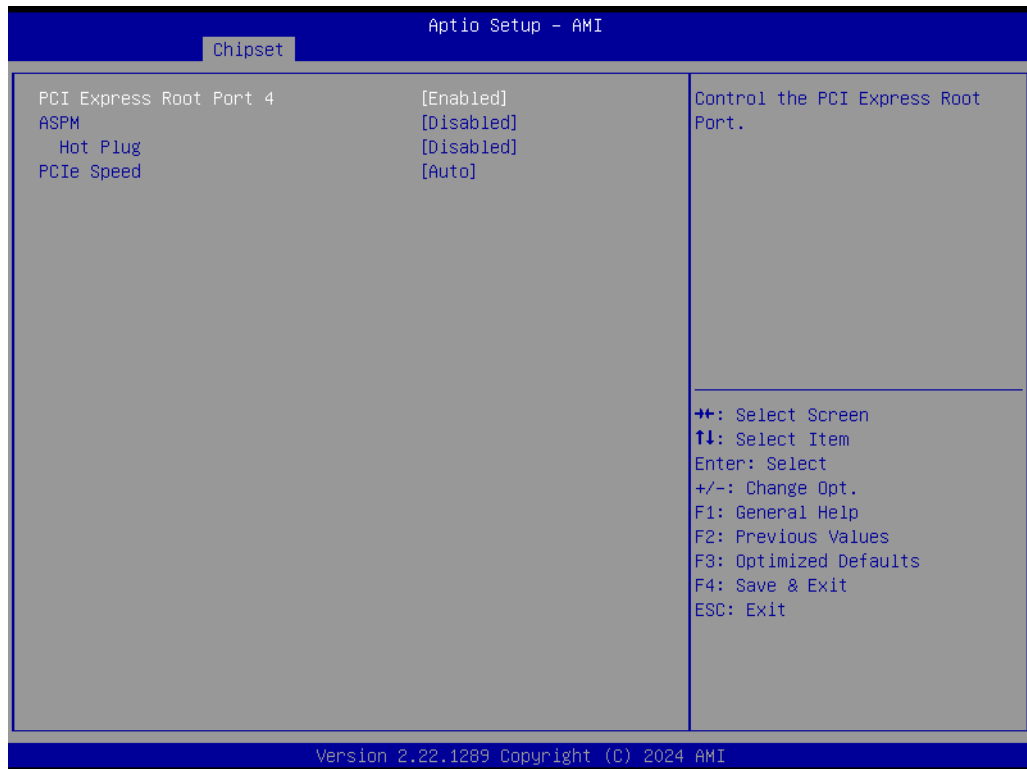 Aptio Setup – AMI
Chipset
PCI Express Root Port 4 [Enabled]
ASPM [Disabled]
Hot Plug [Disabled]
PCIe Speed [Auto]
Control the PCI Express Root
Port.
→←: Select Screen
↑↓: Select Item
Enter: Select
+/-: Change Opt.
F1: General Help
F2: Previous Values
F3: Optimized Defaults
F4: Save & Exit
ESC: Exit
Version 2.22.1289 Copyright (C) 2024 AMI